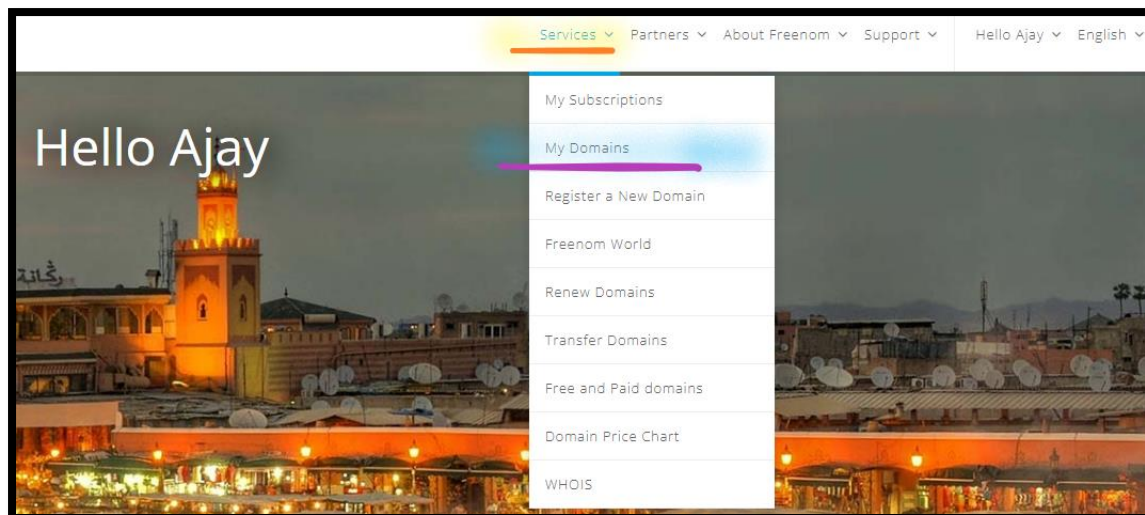 Services Partners About Freenom Support Hello Ajay English
Hello Ajay
My Subscriptions
My Domains
Register a New Domain
Freenom World
Renew Domains
Transfer Domains
Free and Paid domains
Domain Price Chart
WHOIS
رڭانة